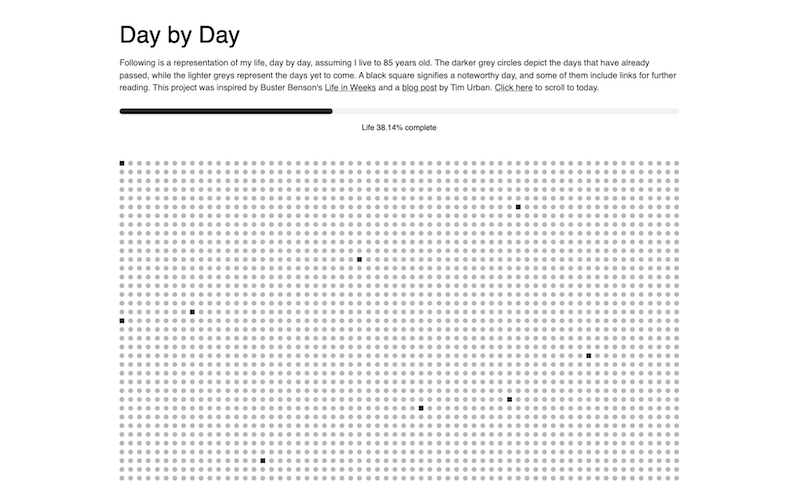 Day by Day
Following is a representation of my life, day by day, assuming I live to 85 years old. The darker grey circles depict the days that have already
passed, while the lighter greys represent the days yet to come. A black square signifies a noteworthy day, and some of them include links for further
reading. This project was inspired by Buster Benson's Life in Weeks and a blog post by Tim Urban. Click here to scroll to today.
Life 38.14% complete